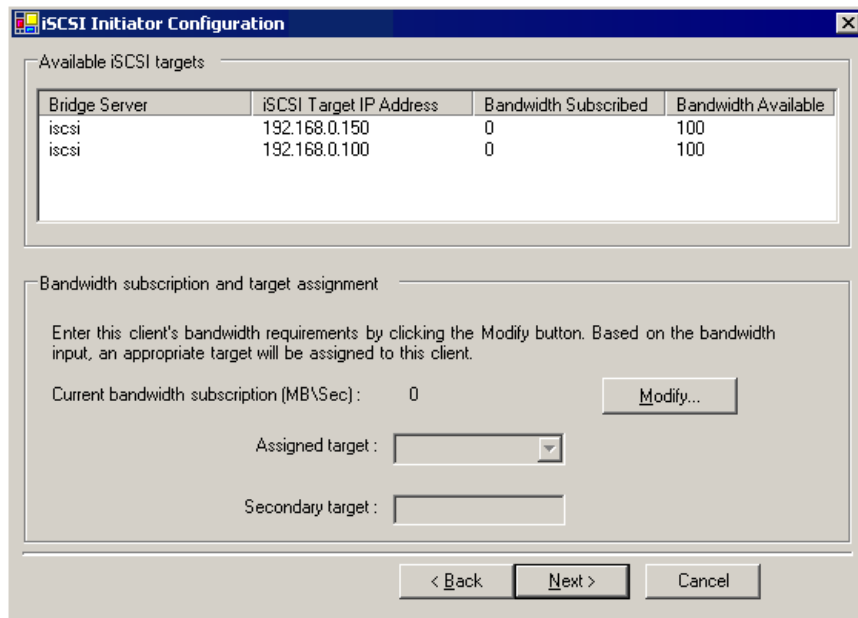 iSCSI Initiator Configuration
Available iSCSI targets
Bridge Server iSCSI Target IP Address Bandwidth Subscribed Bandwidth Available
iscsi 192.168.0.150 0 100
iscsi 192.168.0.100 0 100
Bandwidth subscription and target assignment
Enter this client's bandwidth requirements by clicking the Modify button. Based on the bandwidth
input, an appropriate target will be assigned to this client.
Current bandwidth subscription (MB\Sec) : 0 Modify...
Assigned target :
Secondary target :
< Back Next > Cancel